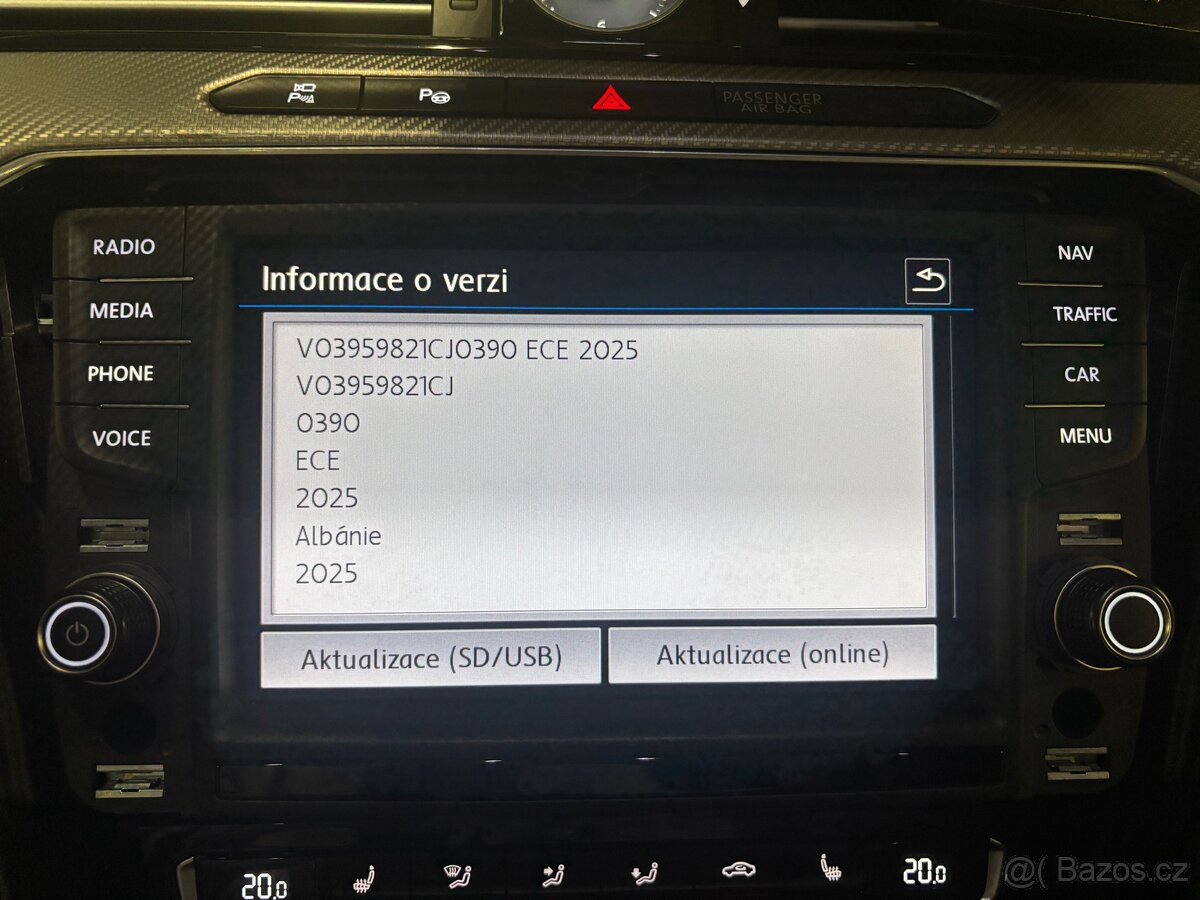 P
P
PASSENGER
AIR BAG
RADIO
MEDIA
PHONE
VOICE
Informace o verzi
V03959821CJ0390 ECE 2025
V03959821CJ
0390
ECE
2025
Albánie
2025
Aktualizace (SD/USB)
Aktualizace (online)
NAV
TRAFFIC
CAR
MENU
20.0
20.0
@( Bazos.cz